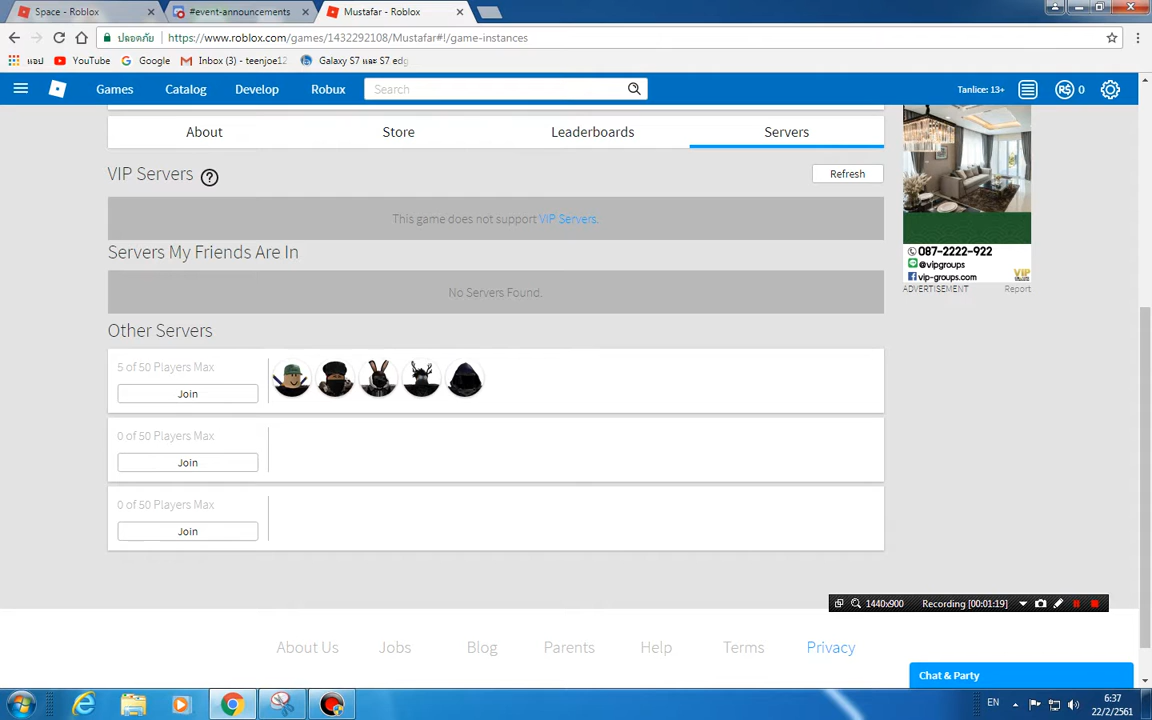 Space - Roblox
#event-announcements
Mustafar - Roblox
ปลอดภัย
https://www.roblox.com/games/1432292108/Mustafar#!/game-instances
แอป
YouTube
Google
Inbox (3) - teenjoe12
Galaxy S7 และ S7 edg
Games
Catalog
Develop
Robux
Search
Tanlice: 13+
R$ 0
About
Store
Leaderboards
Servers
VIP Servers ?
Refresh
This game does not support VIP Servers.
Servers My Friends Are In
No Servers Found.
Other Servers
5 of 50 Players Max
Join
0 of 50 Players Max
Join
0 of 50 Players Max
Join
087-2222-922
@vipgroups
vip-groups.com
VIP
ADVERTISEMENT
Report
1440x900
Recording [00:01:19]
About Us
Jobs
Blog
Parents
Help
Terms
Privacy
Chat & Party
EN
6:37
22/2/2561